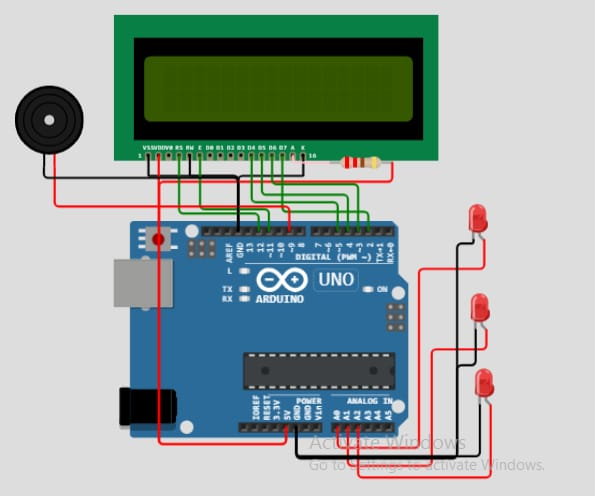 VSS VDD V0 RS RW E D0 D1 D2 D3 D4 D5 D6 D7 A K
1 16
AREF
GND
13
12
~11
~10
~9
8
7
~6
~5
4
~3
2
TX→1
RX←0
DIGITAL (PWM ~)
L
TX
RX
UNO
ON
ARDUINO
IOREF
RESET
3.3V
5V
GND
GND
Vin
POWER
A0
A1
A2
A3
A4
A5
ANALOG IN
Activate Windows
Go to Settings to activate Windows.